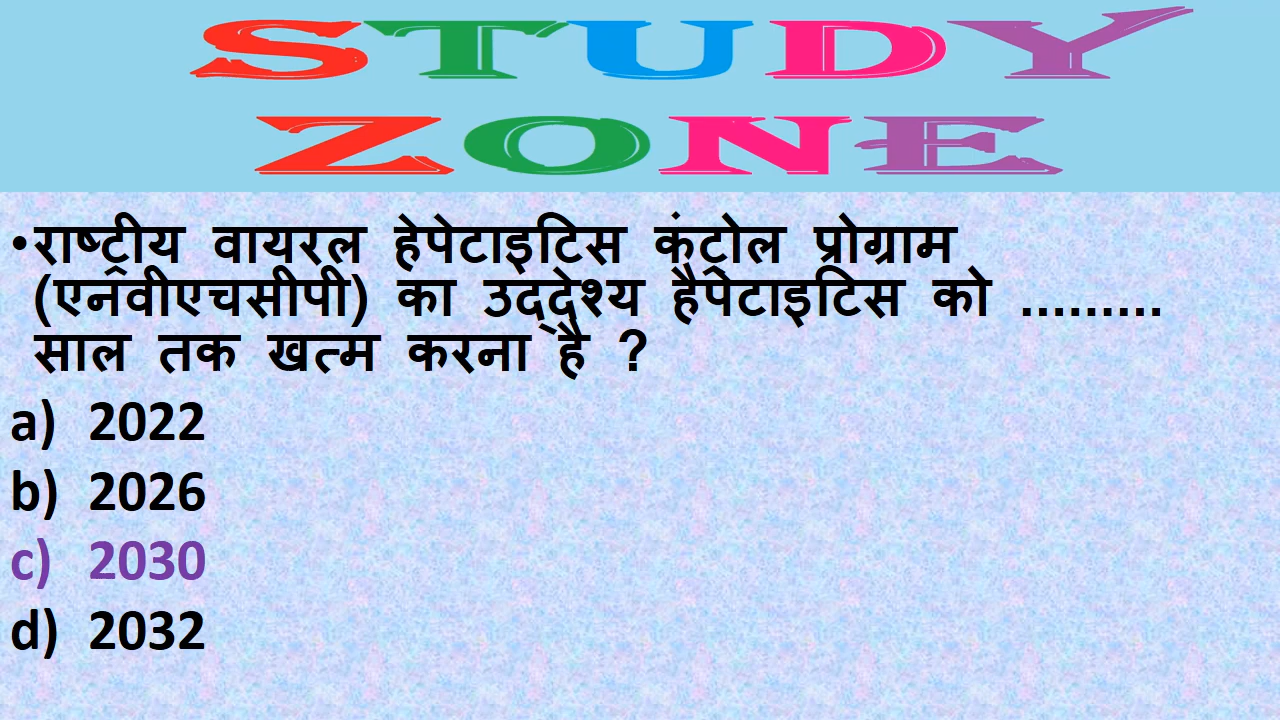 STUDY
ZONE
•राष्ट्रीय वायरल हेपेटाइटिस कंट्रोल प्रोग्राम
(एनवीएचसीपी) का उद्देश्य हैपेटाइटिस को .........
साल तक खत्म करना है ?
a) 2022
b) 2026
c) 2030
d) 2032